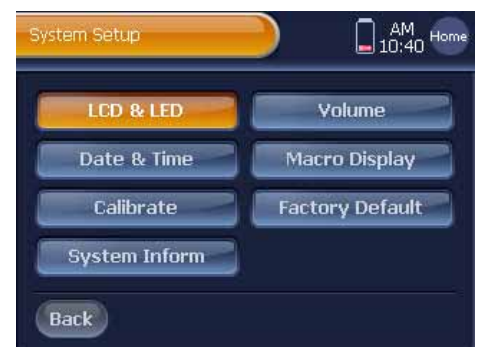 System Setup
AM
10:40
Home
LCD & LED
Volume
Date & Time
Macro Display
Calibrate
Factory Default
System Inform
Back